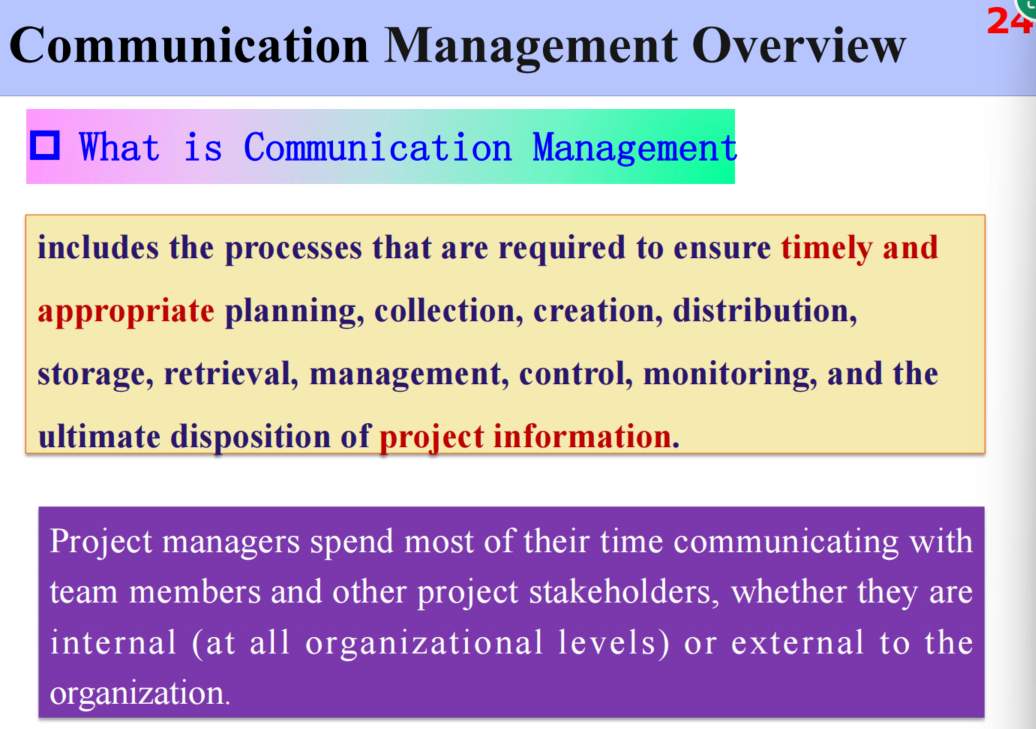 Communication Management Overview
24
What is Communication Management
includes the processes that are required to ensure timely and
appropriate planning, collection, creation, distribution,
storage, retrieval, management, control, monitoring, and the
ultimate disposition of project information.
Project managers spend most of their time communicating with
team members and other project stakeholders, whether they are
internal (at all organizational levels) or external to the
organization.